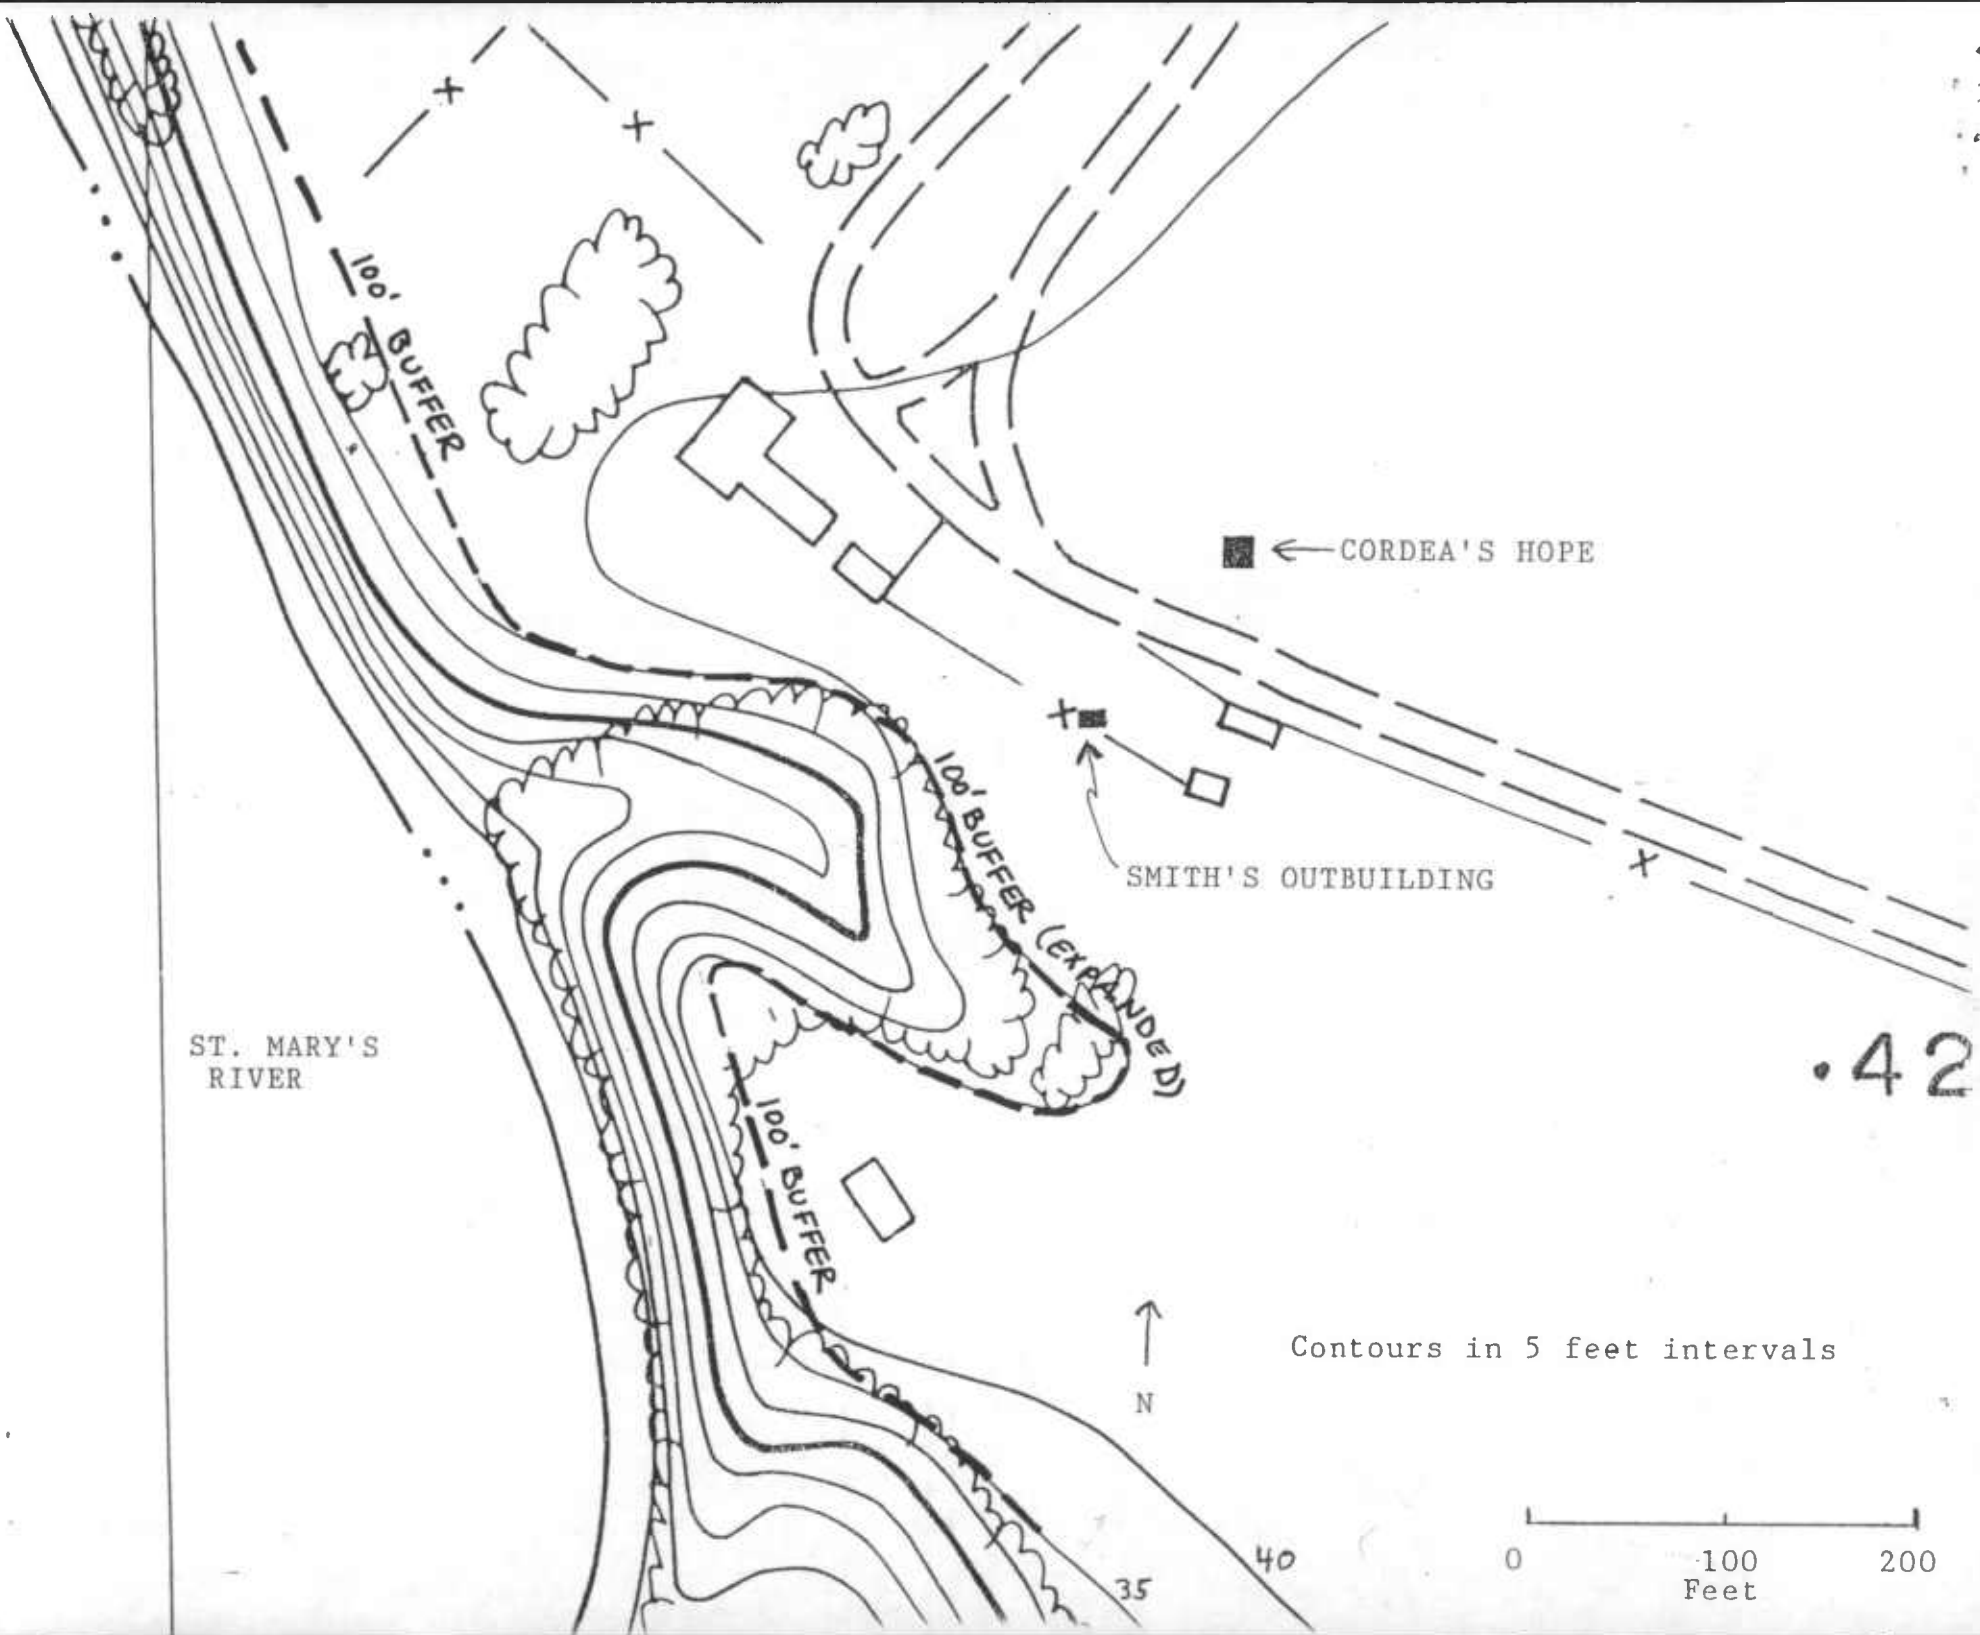 100' BUFFER
CORDEA'S HOPE
100' BUFFER (EXPANDED)
SMITH'S OUTBUILDING
ST. MARY'S
RIVER
.42
100' BUFFER
N
Contours in 5 feet intervals
40
35
0 100 200
Feet